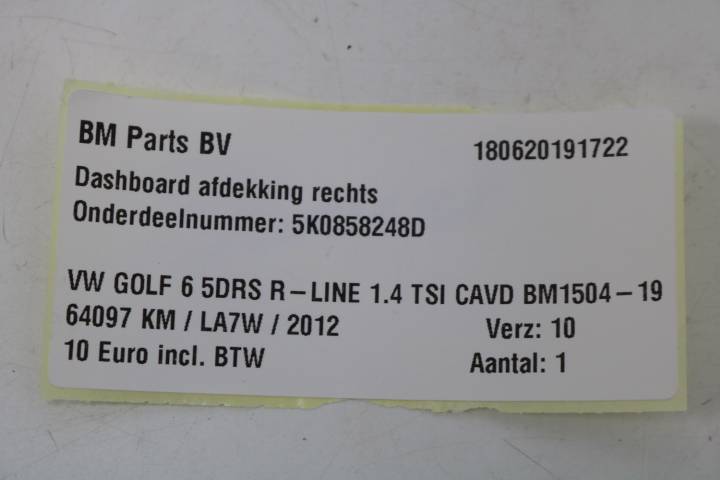 BM Parts BV 180620191722
Dashboard afdekking rechts
Onderdeelnummer: 5K0858248D
VW GOLF 6 5DRS R-LINE 1.4 TSI CAVD BM1504-19
64097 KM / LA7W / 2012 Verz: 10
10 Euro incl. BTW Aantal: 1